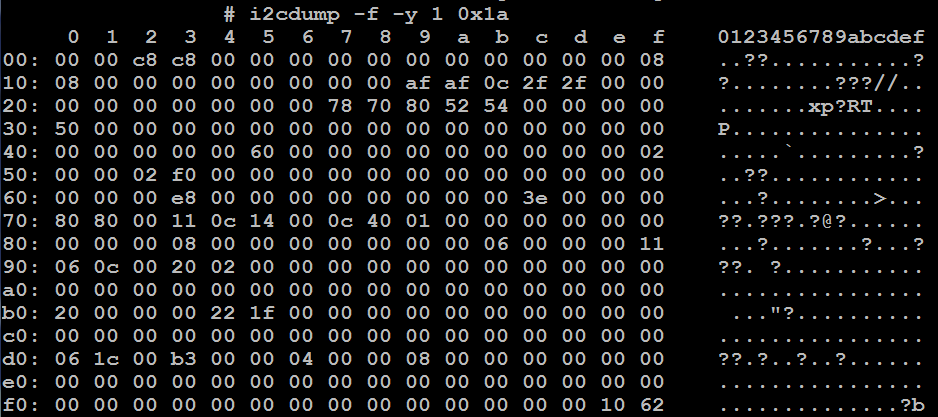 # i2cdump -f -y 1 0x1a
     0  1  2  3  4  5  6  7  8  9  a  b  c  d  e  f    0123456789abcdef
00: 00 00 c8 c8 00 00 00 00 00 00 00 00 00 00 00 08    ..??...........?
10: 08 00 00 00 00 00 00 00 00 af af 0c 2f 2f 00 00    ?........???//..
20: 00 00 00 00 00 00 00 78 70 80 52 54 00 00 00 00    .......xp?RT....
30: 50 00 00 00 00 00 00 00 00 00 00 00 00 00 00 00    P...............
40: 00 00 00 00 00 60 00 00 00 00 00 00 00 00 00 02    .....`.........?
50: 00 00 02 f0 00 00 00 00 00 00 00 00 00 00 00 00    ..??............
60: 00 00 00 e8 00 00 00 00 00 00 00 00 3e 00 00 00    ...?........>...
70: 80 80 00 11 0c 14 00 0c 40 01 00 00 00 00 00 00    ??.???.?@?......
80: 00 00 00 08 00 00 00 00 00 00 00 06 00 00 00 11    ...?.......?...?
90: 06 0c 00 20 02 00 00 00 00 00 00 00 00 00 00 00    ??. ?...........
a0: 00 00 00 00 00 00 00 00 00 00 00 00 00 00 00 00    ................
b0: 20 00 00 00 22 1f 00 00 00 00 00 00 00 00 00 00     ..."?..........
c0: 00 00 00 00 00 00 00 00 00 00 00 00 00 00 00 00    ................
d0: 06 1c 00 b3 00 00 04 00 00 08 00 00 00 00 00 00    ??.?..?..?......
e0: 00 00 00 00 00 00 00 00 00 00 00 00 00 00 00 00    ................
f0: 00 00 00 00 00 00 00 00 00 00 00 00 00 00 10 62    ..............?b